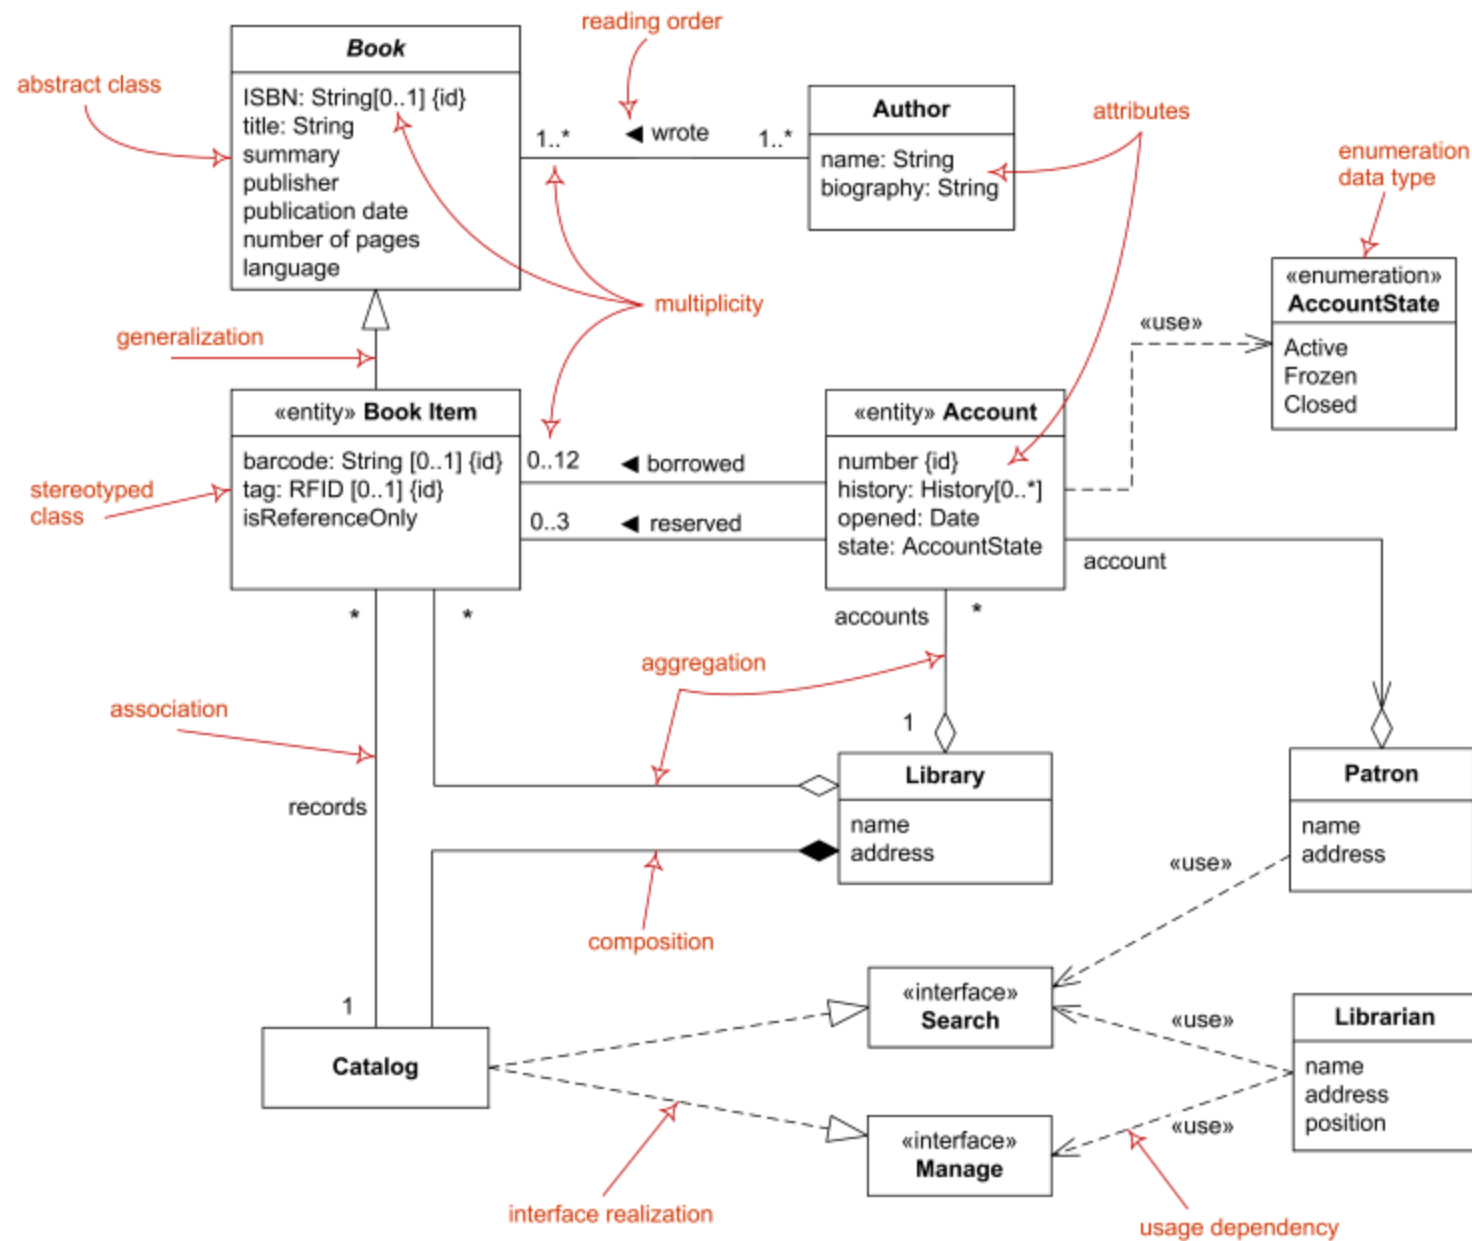 reading order
Book
abstract class
ISBN: String[0..1] {id}
title: String
summary
publisher
publication date
number of pages
language
1..*
◀ wrote
1..*
Author
name: String
biography: String
attributes
enumeration
data type
«enumeration»
AccountState
Active
Frozen
Closed
multiplicity
generalization
«use»
«entity» Book Item
barcode: String [0..1] {id}
tag: RFID [0..1] {id}
isReferenceOnly
stereotyped
class
0..12
◀ borrowed
0..3
◀ reserved
«entity» Account
number {id}
history: History[0..*]
opened: Date
state: AccountState
account
*
*
accounts
*
aggregation
association
1
records
Library
name
address
Patron
name
address
«use»
composition
1
Catalog
«interface»
Search
«use»
Librarian
name
address
position
«interface»
Manage
«use»
interface realization
usage dependency